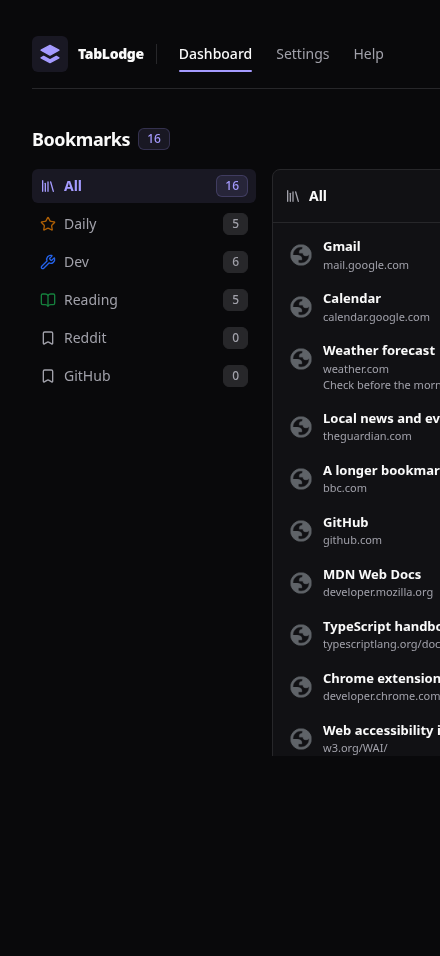 TabLodge
Dashboard
Settings
Help
Bookmarks 16
All 16
Daily 5
Dev 6
Reading 5
Reddit 0
GitHub 0
All
Gmail
mail.google.com
Calendar
calendar.google.com
Weather forecast
weather.com
Check before the morn
Local news and ev
theguardian.com
A longer bookmar
bbc.com
GitHub
github.com
MDN Web Docs
developer.mozilla.org
TypeScript handbo
typescriptlang.org/doc
Chrome extension
developer.chrome.com
Web accessibility i
w3.org/WAI/